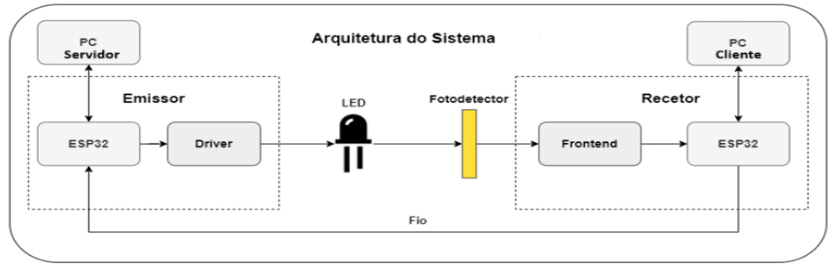 Arquitetura do Sistema
PC
Servidor
PC
Cliente
Emissor
LED
Fotodetector
Recetor
ESP32
Driver
Frontend
ESP32
Fio